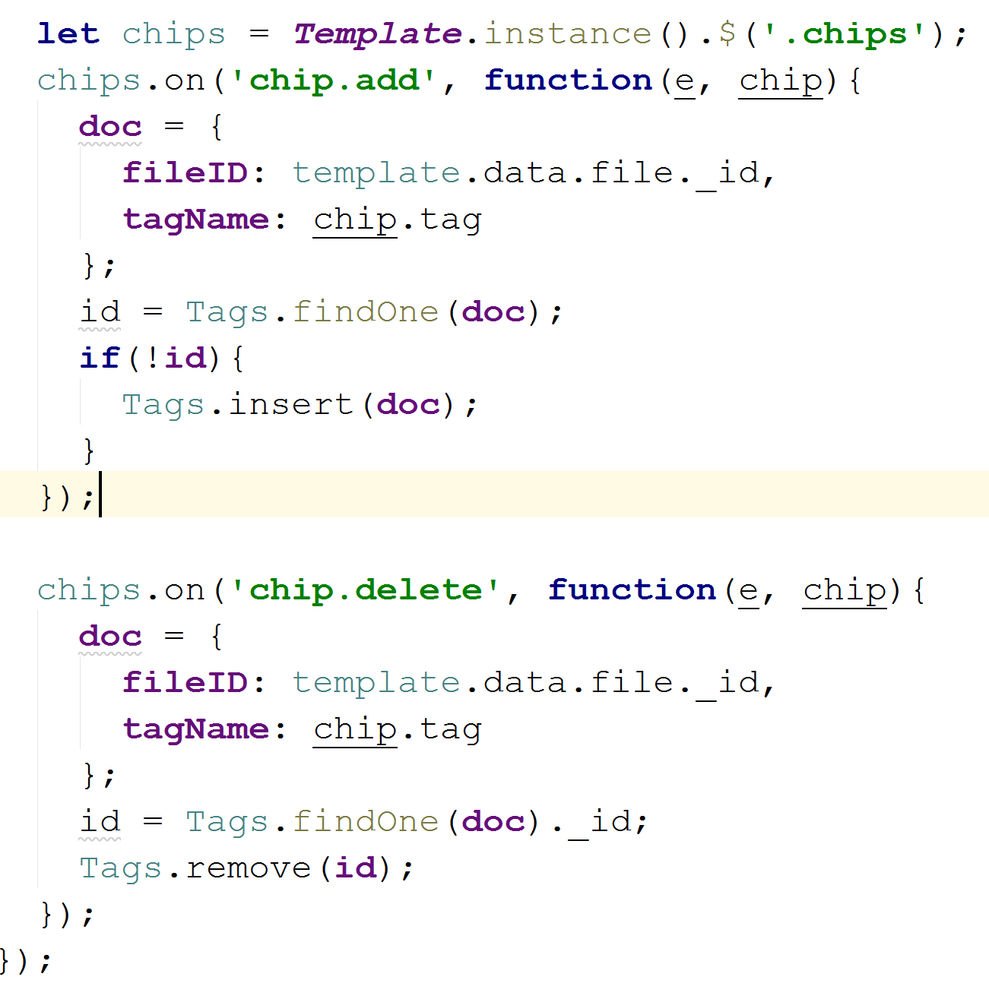 let chips = Template.instance().$('.chips');
chips.on('chip.add', function(e, chip){
  doc = {
    fileID: template.data.file._id,
    tagName: chip.tag
  };
  id = Tags.findOne(doc);
  if(!id){
    Tags.insert(doc);
  }
});

chips.on('chip.delete', function(e, chip){
  doc = {
    fileID: template.data.file._id,
    tagName: chip.tag
  };
  id = Tags.findOne(doc)._id;
  Tags.remove(id);
});
});